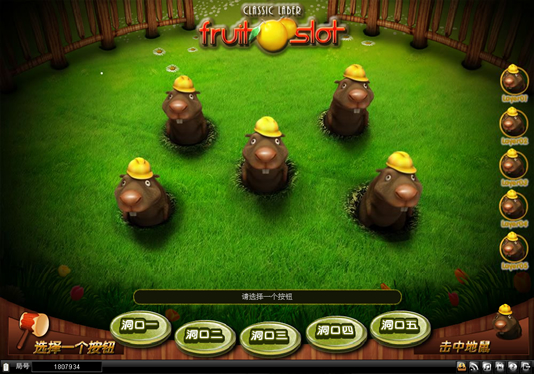 CLASSIC LABER
fruit slot
请选择一个按钮
洞口一
洞口二
洞口三
洞口四
洞口五
选择一个按钮
击中地鼠
局号
1807934